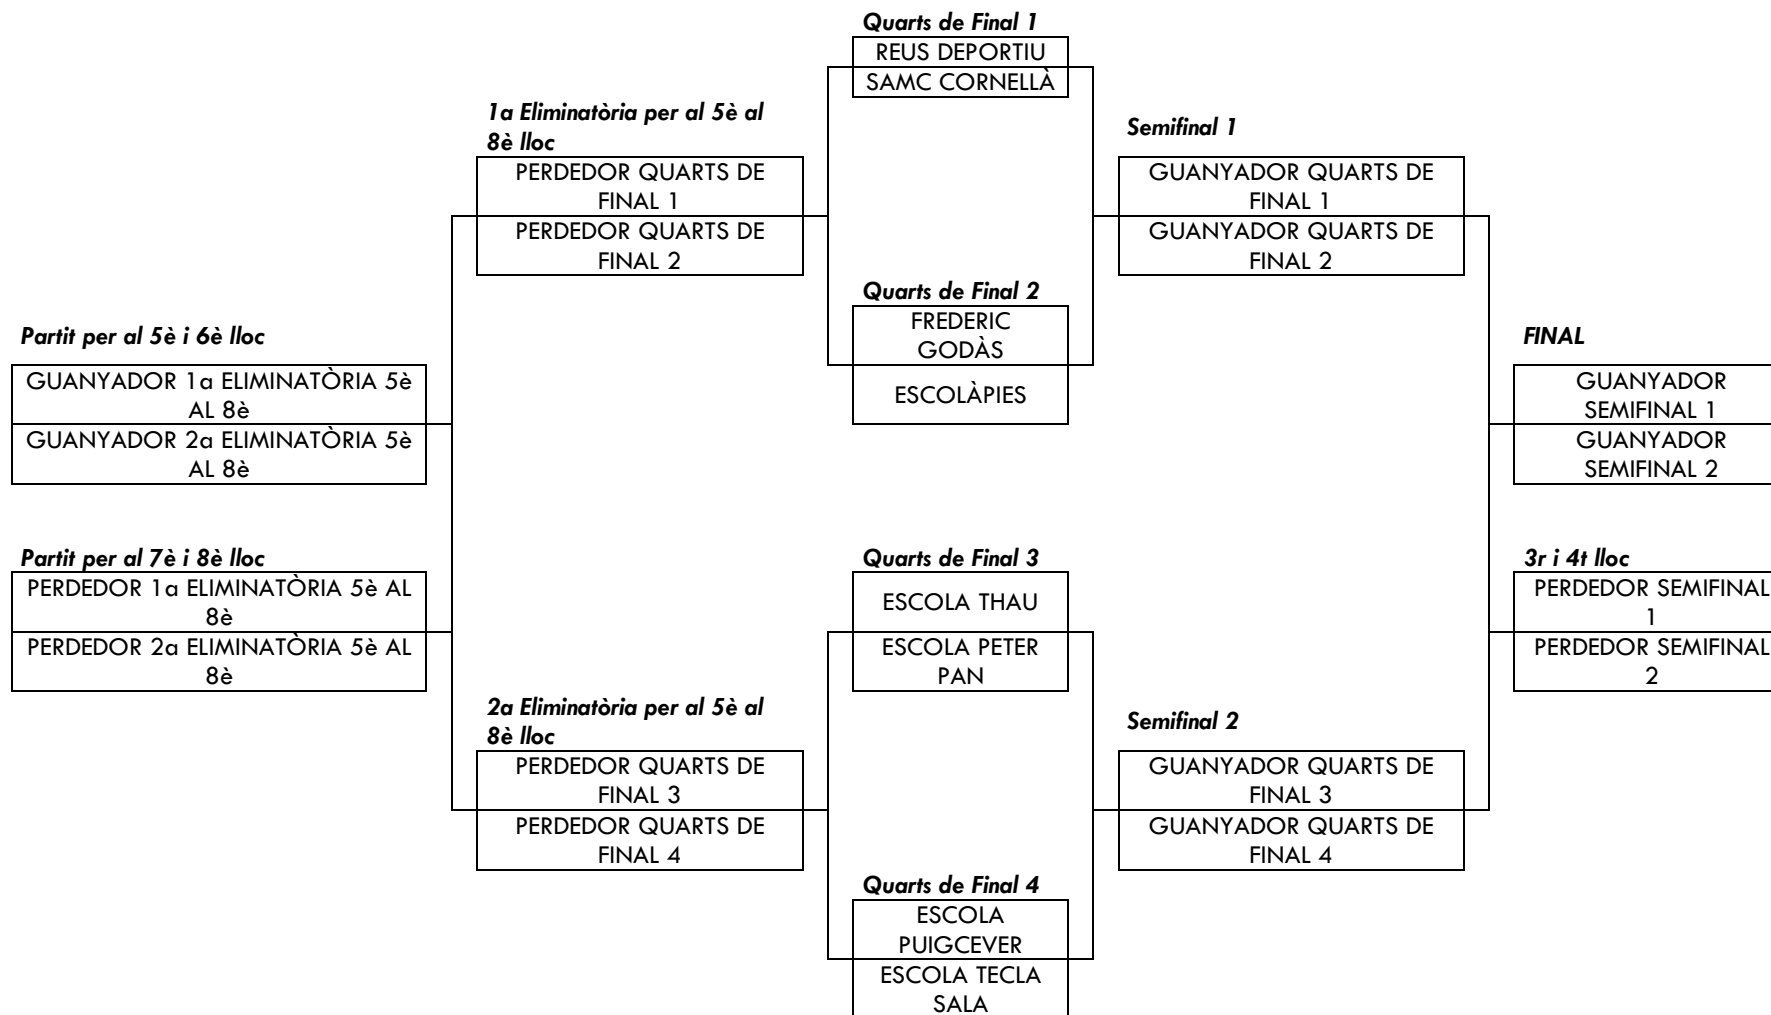 Quarts de Final 1
REUS DEPORTIU
SAMC CORNELLÀ
1a Eliminatòria per al 5è al
8è lloc
PERDEDOR QUARTS DE
FINAL 1
PERDEDOR QUARTS DE
FINAL 2
Semifinal 1
GUANYADOR QUARTS DE
FINAL 1
GUANYADOR QUARTS DE
FINAL 2
Quarts de Final 2
FREDERIC
GODÀS
ESCOLÀPIES
Partit per al 5è i 6è lloc
GUANYADOR 1a ELIMINATÒRIA 5è
AL 8è
GUANYADOR 2a ELIMINATÒRIA 5è
AL 8è
FINAL
GUANYADOR
SEMIFINAL 1
GUANYADOR
SEMIFINAL 2
Partit per al 7è i 8è lloc
PERDEDOR 1a ELIMINATÒRIA 5è AL
8è
PERDEDOR 2a ELIMINATÒRIA 5è AL
8è
Quarts de Final 3
ESCOLA THAU
ESCOLA PETER
PAN
3r i 4t lloc
PERDEDOR SEMIFINAL
1
PERDEDOR SEMIFINAL
2
2a Eliminatòria per al 5è al
8è lloc
PERDEDOR QUARTS DE
FINAL 3
PERDEDOR QUARTS DE
FINAL 4
Semifinal 2
GUANYADOR QUARTS DE
FINAL 3
GUANYADOR QUARTS DE
FINAL 4
Quarts de Final 4
ESCOLA
PUIGCEVER
ESCOLA TECLA
SALA